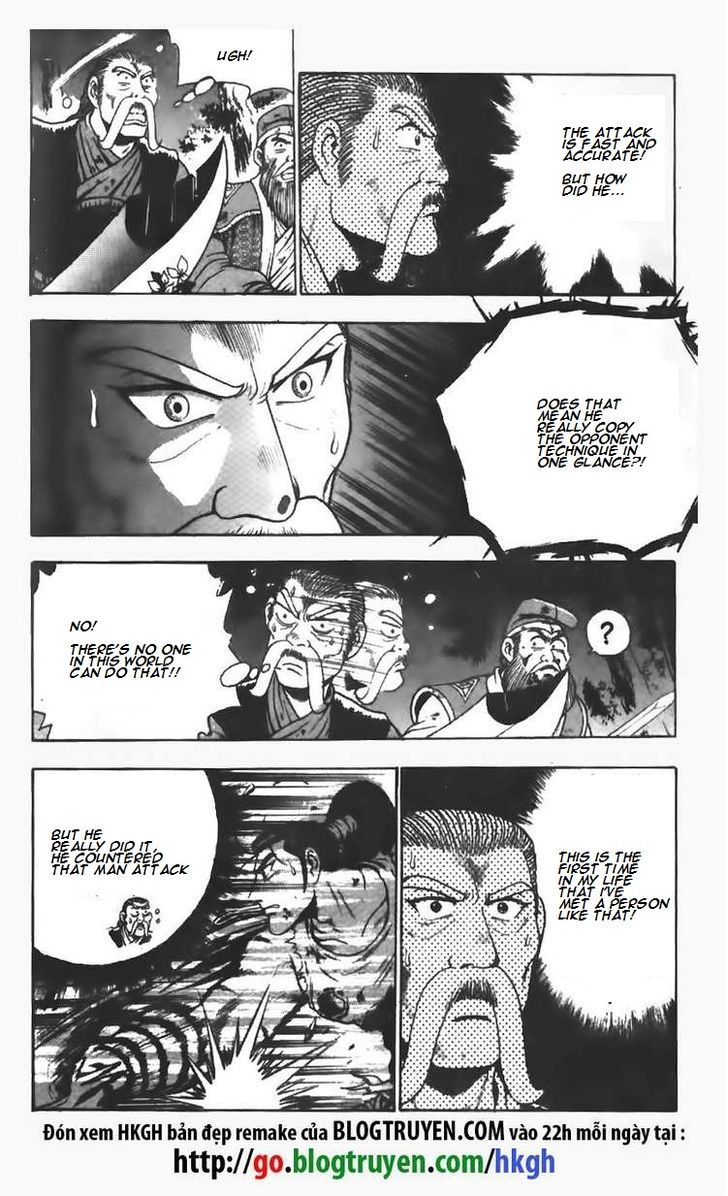 UGH!
THE ATTACK
IS FAST AND
ACCURATE!
BUT HOW
DID HE...
DOES THAT
MEAN HE
REALLY COPY
THE OPPONENT
TECHNIQUE IN
ONE GLANCE?!
NO!
THERE'S NO ONE
IN THIS WORLD
CAN DO THAT!!
?
BUT HE
REALLY DID IT,
HE COUNTERED
THAT MAN ATTACK
THIS IS THE
FIRST TIME
IN MY LIFE
THAT I'VE
MET A PERSON
LIKE THAT!
Đón xem HKGH bản đẹp remake của BLOGTRUYEN.COM vào 22h mỗi ngày tại :
http://go.blogtruyen.com/hkgh